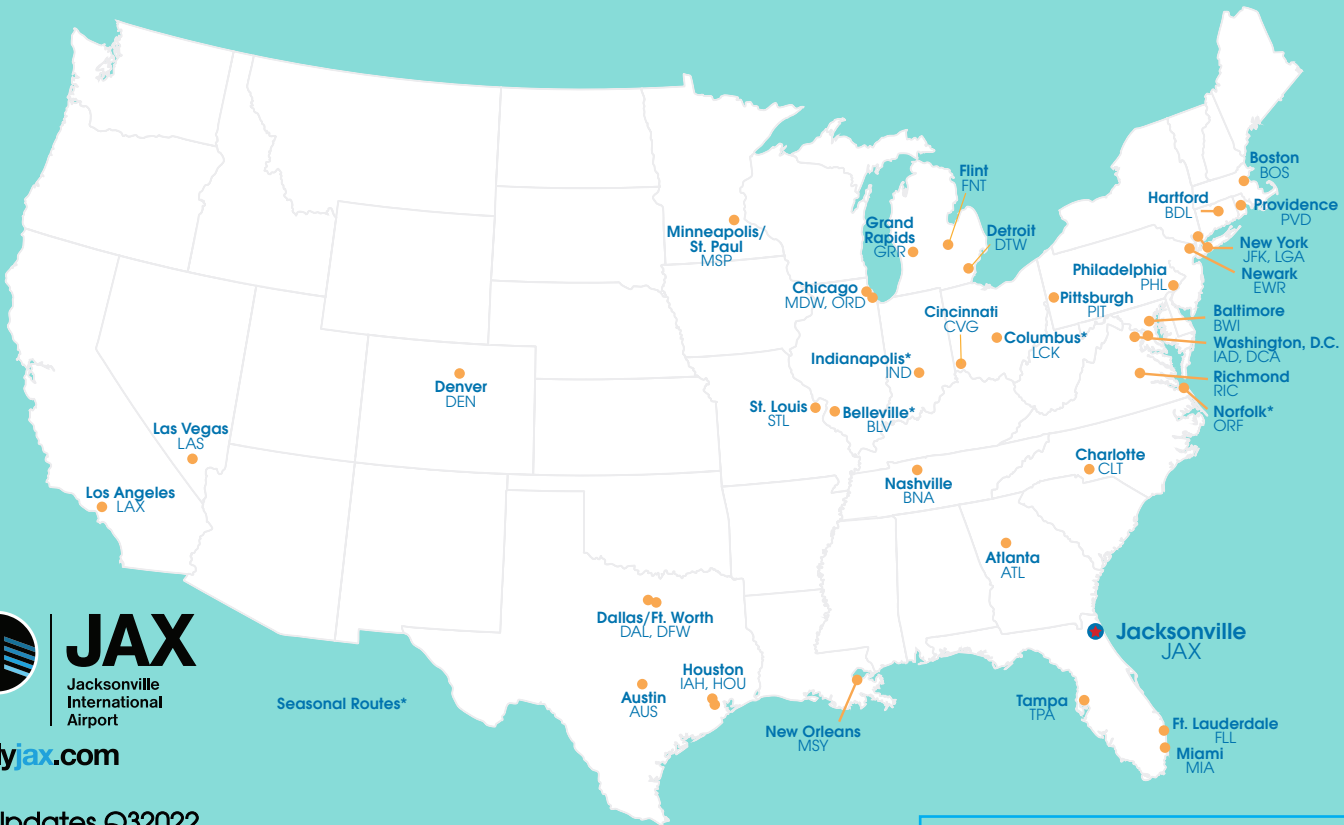 Boston
BOS
Flint
FNT
Hartford
BDL
Providence
PVD
Grand
Rapids
GRR
Detroit
DTW
Minneapolis/
St. Paul
MSP
New York
JFK, LGA
Newark
EWR
Philadelphia
PHL
Chicago
MDW, ORD
Pittsburgh
PIT
Cincinnati
CVG
Baltimore
BWI
Columbus*
LCK
Washington, D.C.
IAD, DCA
Indianapolis*
IND
Richmond
RIC
Denver
DEN
St. Louis
STL
Belleville*
BLV
Norfolk*
ORF
Las Vegas
LAS
Charlotte
CLT
Nashville
BNA
Los Angeles
LAX
Atlanta
ATL
Dallas/Ft. Worth
DAL, DFW
Jacksonville
JAX
JAX
Jacksonville
International
Airport
Houston
IAH, HOU
Austin
AUS
Seasonal Routes*
Tampa
TPA
New Orleans
MSY
Ft. Lauderdale
FLL
Miami
MIA
lyjax.com
Updates Q32022